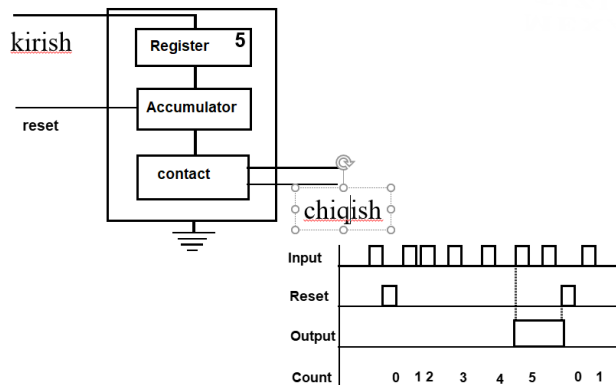 kirish
Register 5
Accumulator
reset
contact
chiqish
Input
Reset
Output
Count 0 1 2 3 4 5 0 1